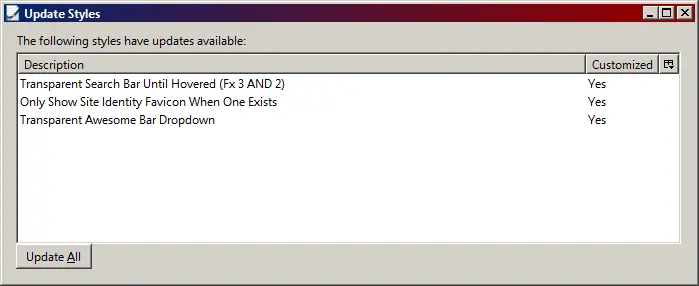 Update Styles
The following styles have updates available:
Description Customized
Transparent Search Bar Until Hovered (Fx 3 AND 2) Yes
Only Show Site Identity Favicon When One Exists Yes
Transparent Awesome Bar Dropdown Yes
Update All